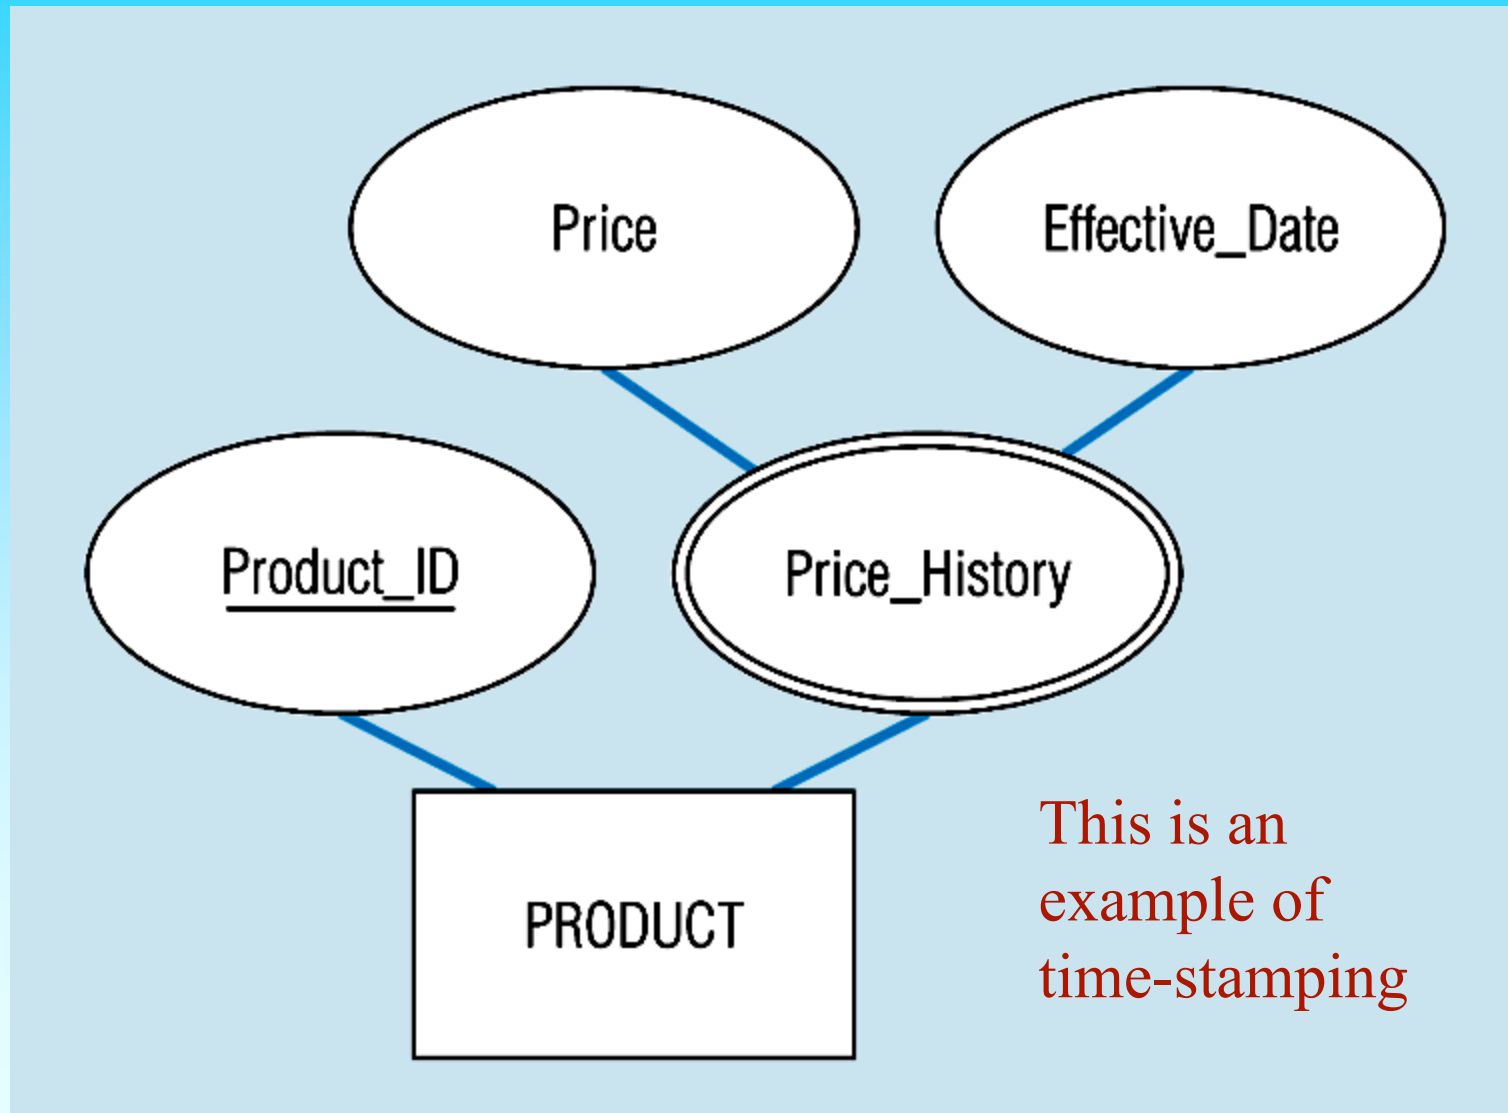 Price
Effective_Date
Product_ID
Price_History
PRODUCT
This is an
example of
time-stamping